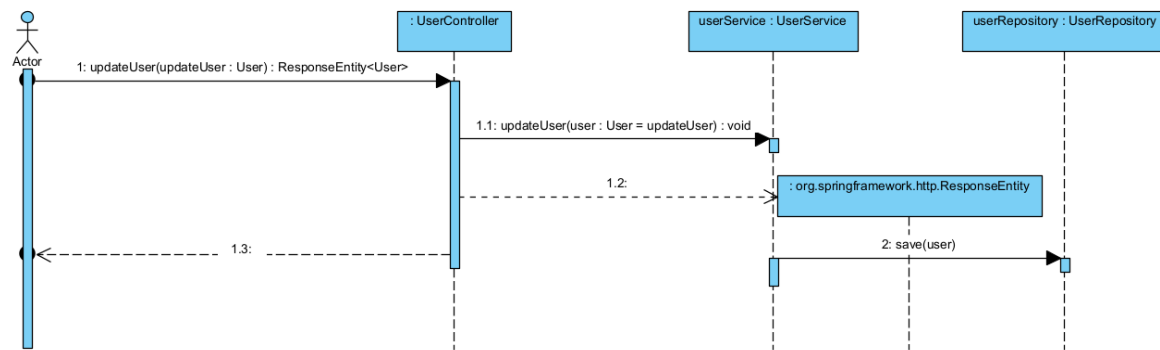 : UserController
userService : UserService
userRepository : UserRepository
Actor
1: updateUser(updateUser : User) : ResponseEntity<User>
1.1: updateUser(user : User = updateUser) : void
1.2:
: org.springframework.http.ResponseEntity
1.3:
2: save(user)